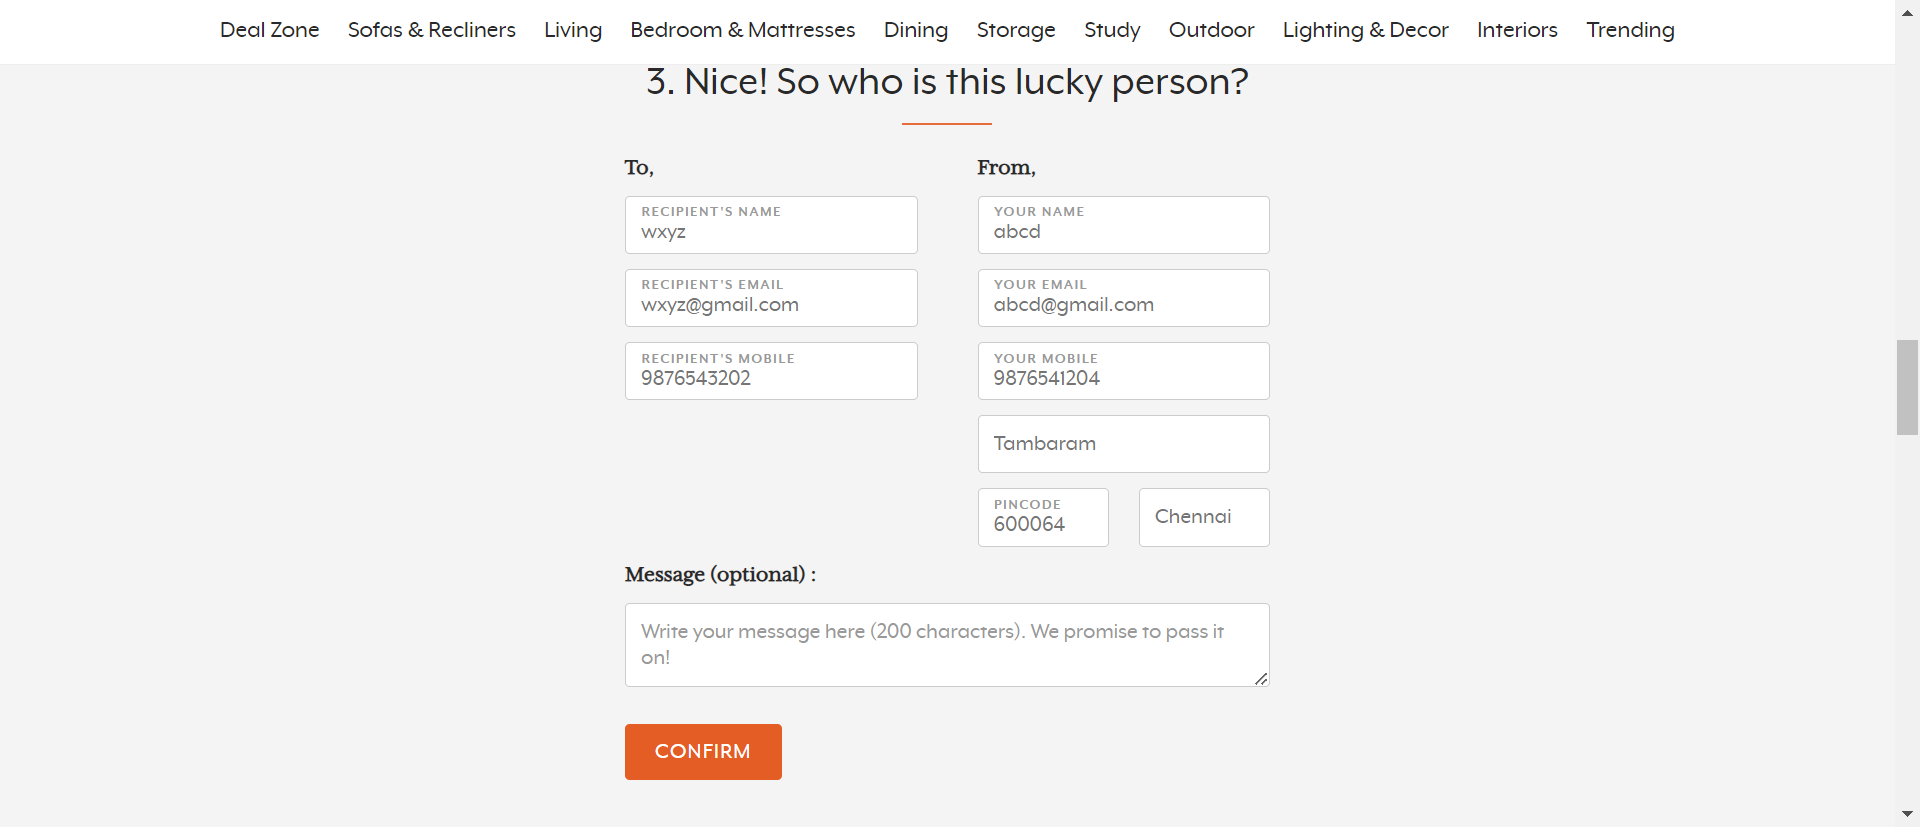 Deal Zone Sofas & Recliners Living Bedroom & Mattresses Dining Storage Study Outdoor Lighting & Decor Interiors Trending
3. Nice! So who is this lucky person?
To,
RECIPIENT'S NAME
wxyz
RECIPIENT'S EMAIL
wxyz@gmail.com
RECIPIENT'S MOBILE
9876543202
From,
YOUR NAME
abcd
YOUR EMAIL
abcd@gmail.com
YOUR MOBILE
9876541204
Tambaram
PINCODE
600064
Chennai
Message (optional) :
Write your message here (200 characters). We promise to pass it
on!
CONFIRM